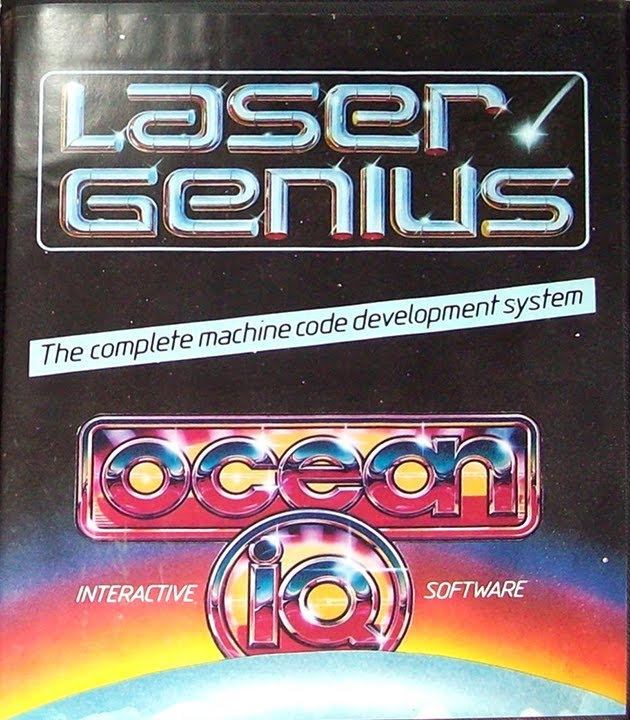 Laser
Genius
The complete machine code development system
ocean
iq
INTERACTIVE SOFTWARE